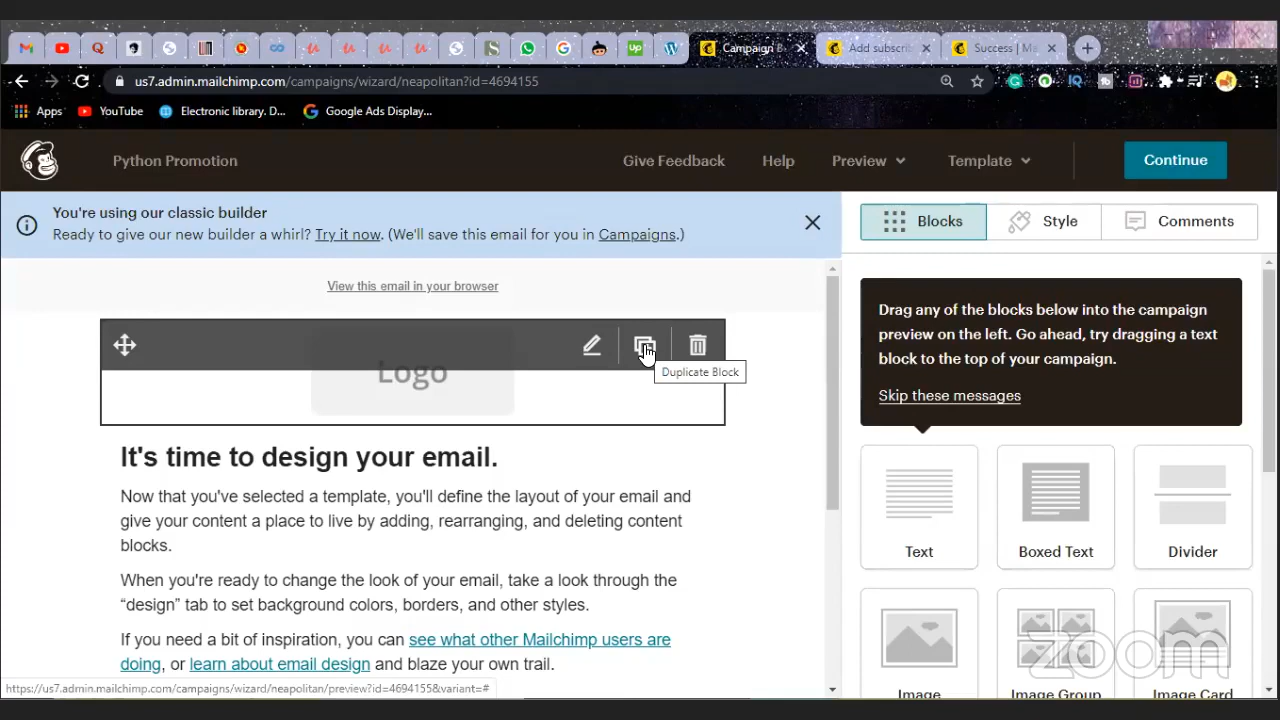 Campaign B
Add subscrib
Success | Ma
us7.admin.mailchimp.com/campaigns/wizard/neapolitan?id=4694155
Apps
YouTube
Electronic library. D...
Google Ads Display...
Python Promotion
Give Feedback
Help
Preview
Template
Continue
You're using our classic builder
Ready to give our new builder a whirl? Try it now. (We'll save this email for you in Campaigns.)
Blocks
Style
Comments
View this email in your browser
Logo
Duplicate Block
Drag any of the blocks below into the campaign
preview on the left. Go ahead, try dragging a text
block to the top of your campaign.
Skip these messages
It's time to design your email.
Now that you've selected a template, you'll define the layout of your email and
give your content a place to live by adding, rearranging, and deleting content
blocks.
When you're ready to change the look of your email, take a look through the
“design” tab to set background colors, borders, and other styles.
If you need a bit of inspiration, you can see what other Mailchimp users are
doing, or learn about email design and blaze your own trail.
Text
Boxed Text
Divider
Image
Image Group
Image Card
zoom
https://us7.admin.mailchimp.com/campaigns/wizard/neapolitan/preview?id=4694155&variant=#